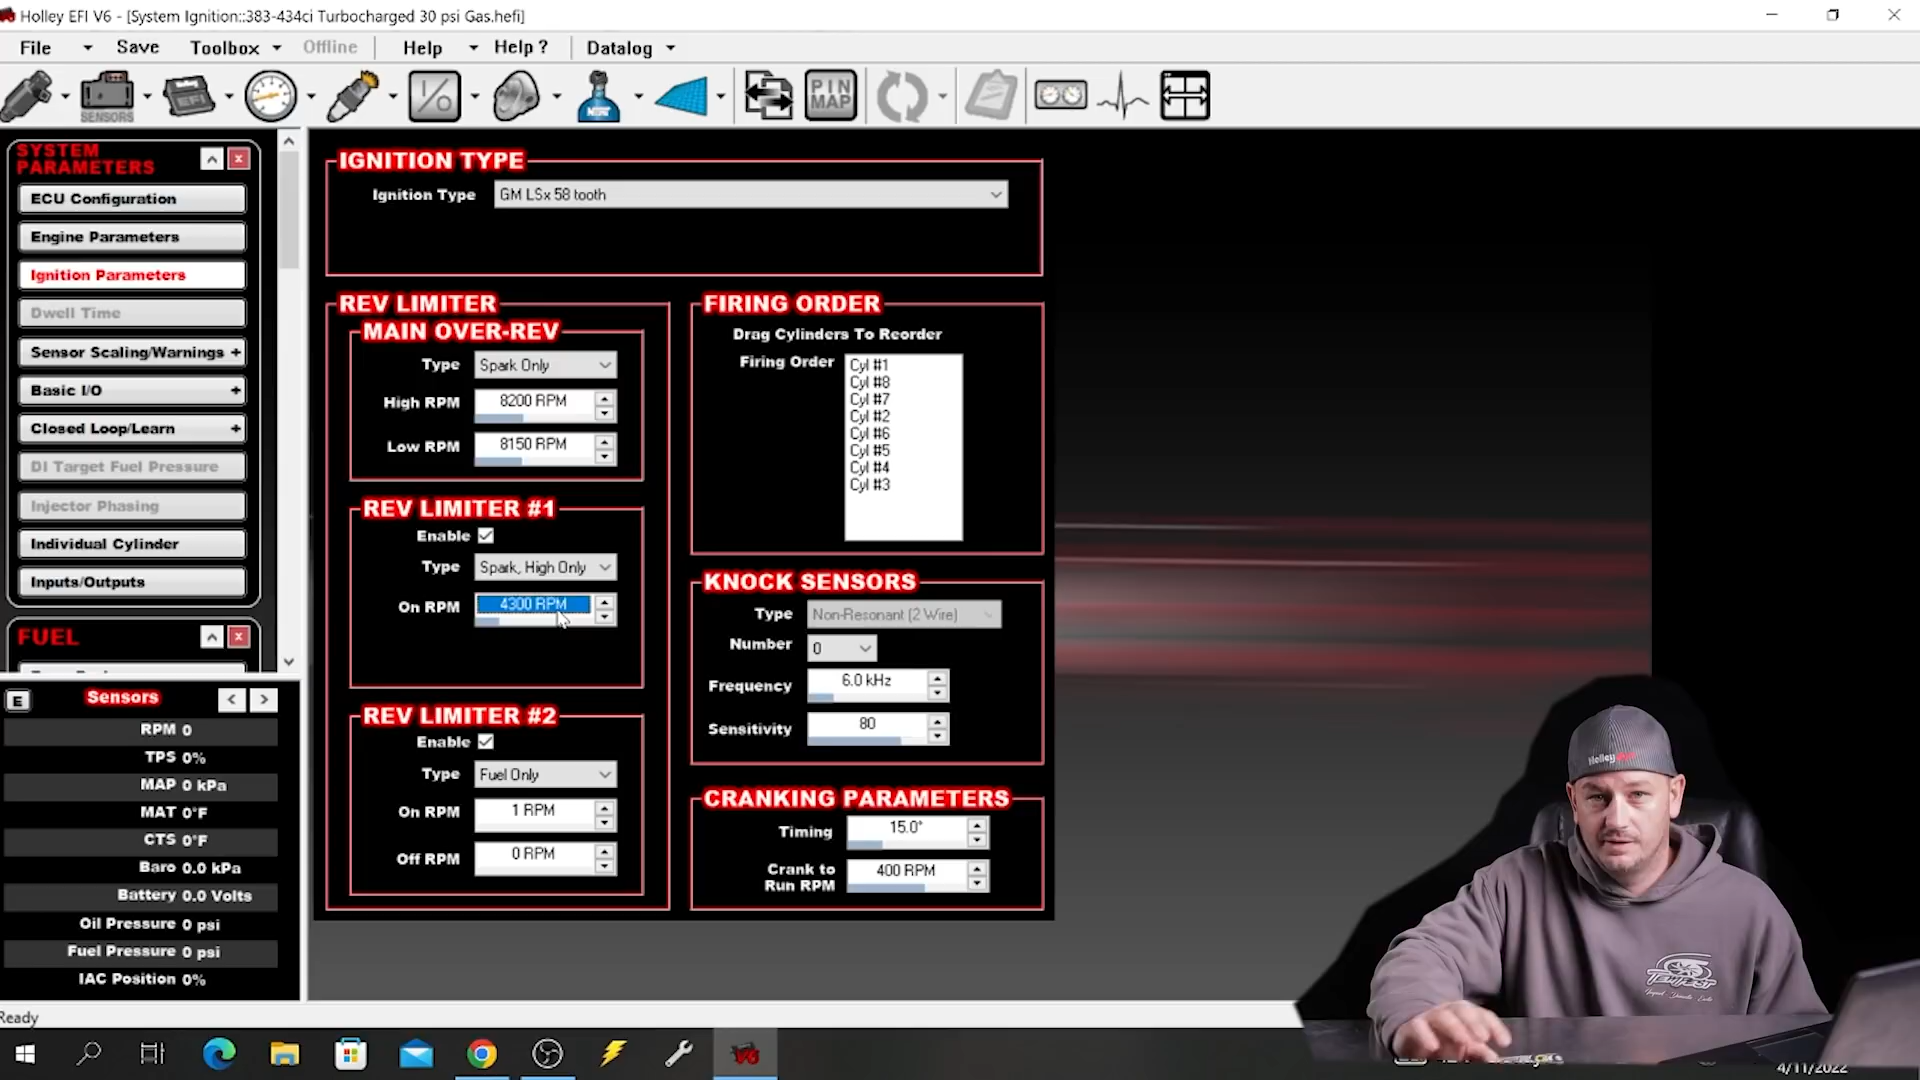 Holley EFI V6 - [System Ignition::383-434ci Turbocharged 30 psi Gas.hefi]
File Save Toolbox Offline Help Help ? Datalog
SENSORS
EFI
I/O
PIN MAP
SYSTEM PARAMETERS
ECU Configuration
Engine Parameters
Ignition Parameters
Dwell Time
Sensor Scaling/Warnings +
Basic I/O +
Closed Loop/Learn +
DI Target Fuel Pressure
Injector Phasing
Individual Cylinder
Inputs/Outputs
FUEL
E Sensors < >
RPM 0
TPS 0%
MAP 0 kPa
MAT 0°F
CTS 0°F
Baro 0.0 kPa
Battery 0.0 Volts
Oil Pressure 0 psi
Fuel Pressure 0 psi
IAC Position 0%
Ready
IGNITION TYPE
Ignition Type GM LSx 58 tooth
REV LIMITER
MAIN OVER-REV
Type Spark Only
High RPM 8200 RPM
Low RPM 8150 RPM
REV LIMITER #1
Enable
Type Spark, High Only
On RPM 4300 RPM
REV LIMITER #2
Enable
Type Fuel Only
On RPM 1 RPM
Off RPM 0 RPM
FIRING ORDER
Drag Cylinders To Reorder
Firing Order
Cyl #1
Cyl #8
Cyl #7
Cyl #2
Cyl #6
Cyl #5
Cyl #4
Cyl #3
KNOCK SENSORS
Type Non-Resonant (2 Wire)
Number 0
Frequency 6.0 kHz
Sensitivity 80
CRANKING PARAMETERS
Timing 15.0°
Crank to Run RPM 400 RPM
Holley
TEMPEST
V6
4/11/2022